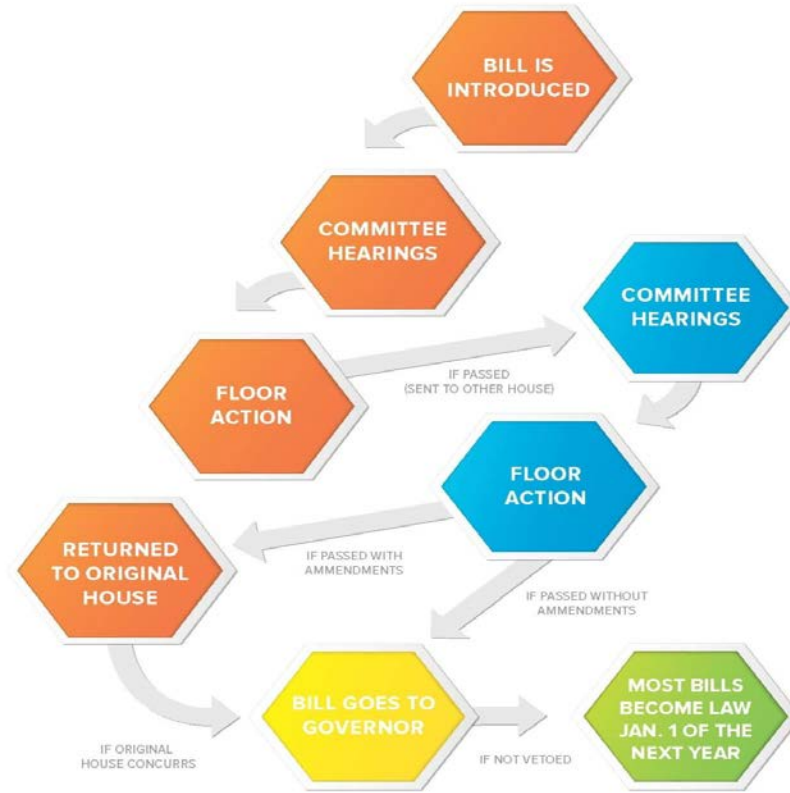 BILL IS
INTRODUCED
COMMITTEE
HEARINGS
COMMITTEE
HEARINGS
IF PASSED
(SENT TO OTHER HOUSE)
FLOOR
ACTION
FLOOR
ACTION
RETURNED
TO ORIGINAL
HOUSE
IF PASSED WITH
AMMENDMENTS
IF PASSED WITHOUT
AMMENDMENTS
BILL GOES TO
GOVERNOR
MOST BILLS
BECOME LAW
JAN. 1 OF THE
NEXT YEAR
IF ORIGINAL
HOUSE CONCURRS
IF NOT VETOED